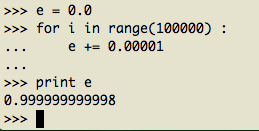 >>> e = 0.0
>>> for i in range(100000) :
...     e += 0.00001
...
>>> print e
0.999999999998
>>>